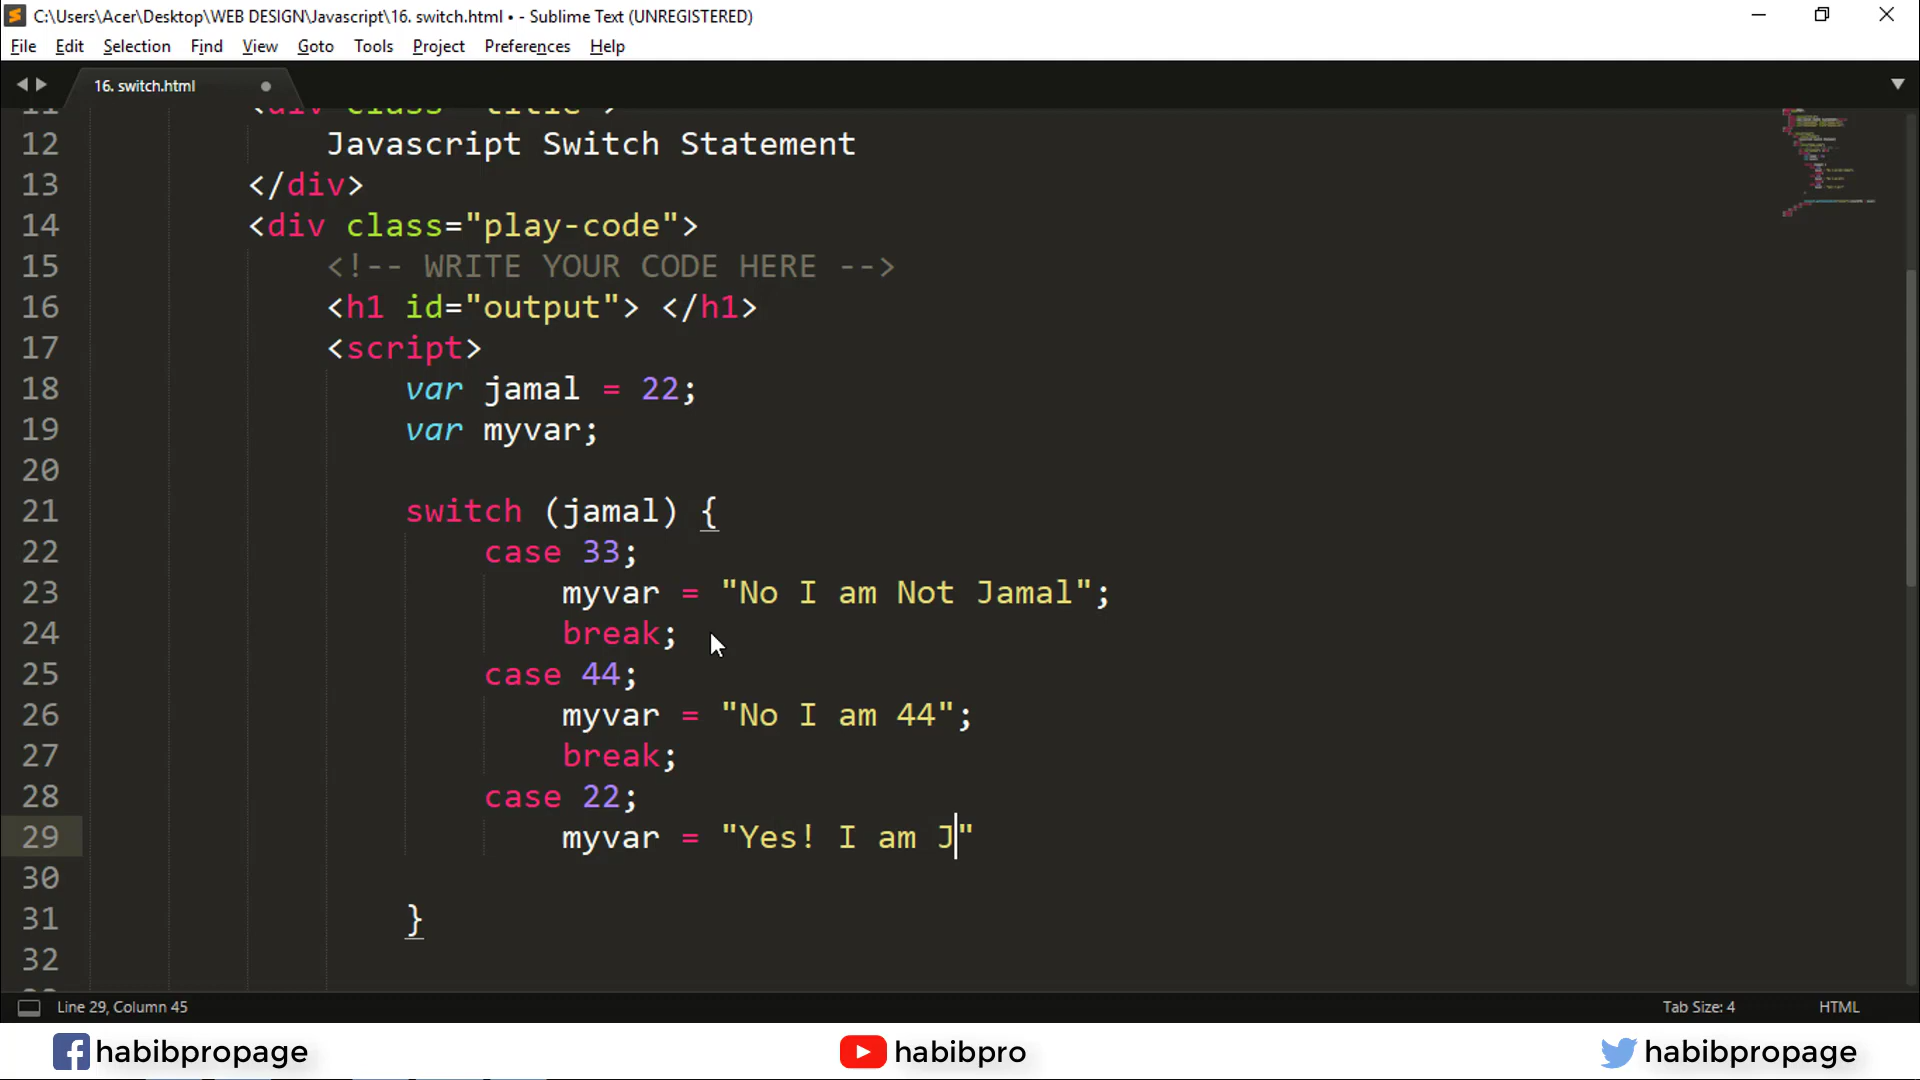 C:\Users\Acer\Desktop\WEB DESIGN\Javascript\16. switch.html • - Sublime Text (UNREGISTERED)
File Edit Selection Find View Goto Tools Project Preferences Help
16. switch.html
11 <div class="title">
12 Javascript Switch Statement
13 </div>
14 <div class="play-code">
15 <!-- WRITE YOUR CODE HERE -->
16 <h1 id="output"> </h1>
17 <script>
18 var jamal = 22;
19 var myvar;
20
21 switch (jamal) {
22 case 33;
23 myvar = "No I am Not Jamal";
24 break;
25 case 44;
26 myvar = "No I am 44";
27 break;
28 case 22;
29 myvar = "Yes! I am J"
30
31 }
32
Line 29, Column 45 Tab Size: 4 HTML
habibpropage habibpro habibpropage